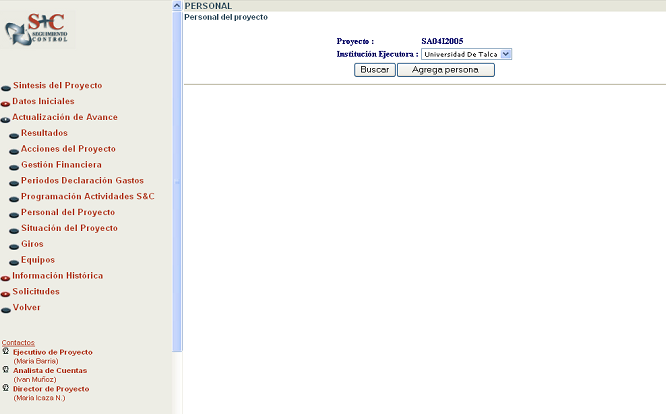 S+C
SEGUIMIENTO
CONTROL
Síntesis del Proyecto
Datos Iniciales
Actualización de Avance
Resultados
Acciones del Proyecto
Gestión Financiera
Periodos Declaración Gastos
Programación Actividades S&C
Personal del Proyecto
Situación del Proyecto
Giros
Equipos
Información Histórica
Solicitudes
Volver
Contactos
Ejecutivo de Proyecto
(Maria Barria)
Analista de Cuentas
(Ivan Muñoz)
Director de Proyecto
(Maria Icaza N.)
PERSONAL
Personal del proyecto
Proyecto : SA04I2005
Institución Ejecutora : Universidad De Talca
Buscar Agrega persona